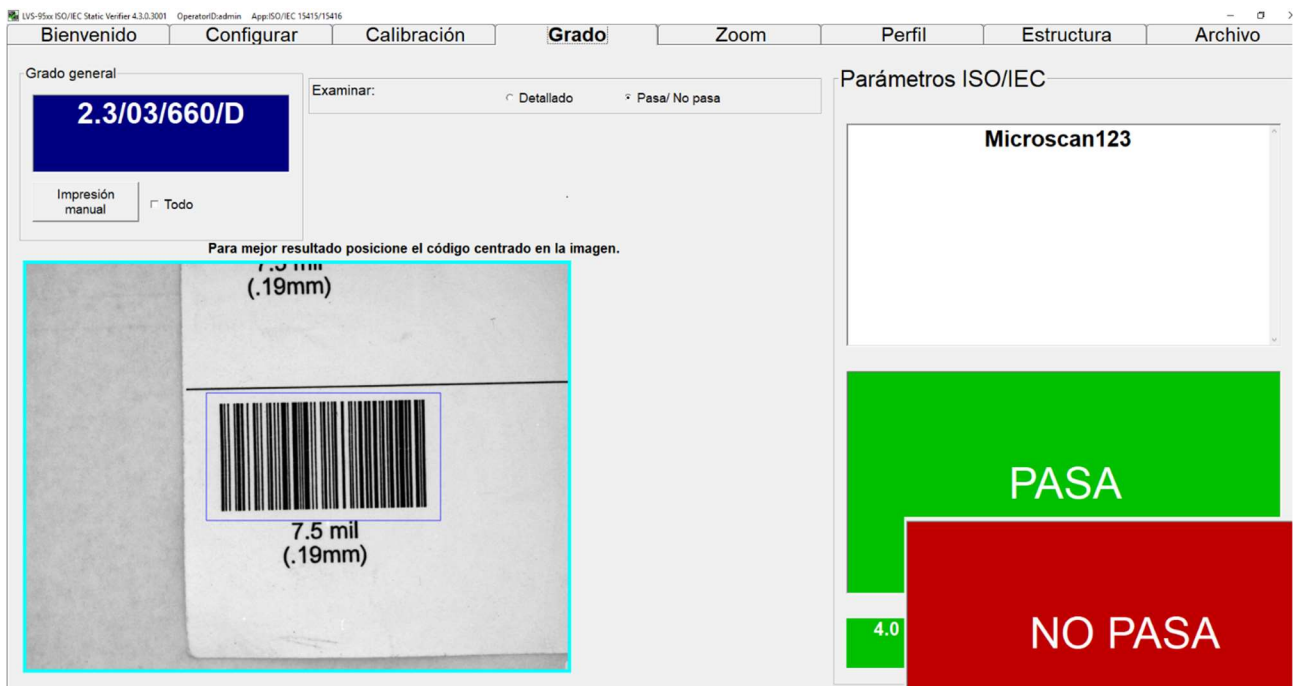 LVS-95xx ISO/IEC Static Verifier 4.3.0.3001 OperatorID:admin App:ISO/IEC 15415/15416
Bienvenido Configurar Calibración Grado Zoom Perfil Estructura Archivo
Grado general
2.3/03/660/D
Impresión
manual
Todo
Examinar:
Detallado
Pasa/ No pasa
Para mejor resultado posicione el código centrado en la imagen.
7.5 mil
(.19mm)
7.5 mil
(.19mm)
Parámetros ISO/IEC
Microscan123
PASA
4.0
NO PASA